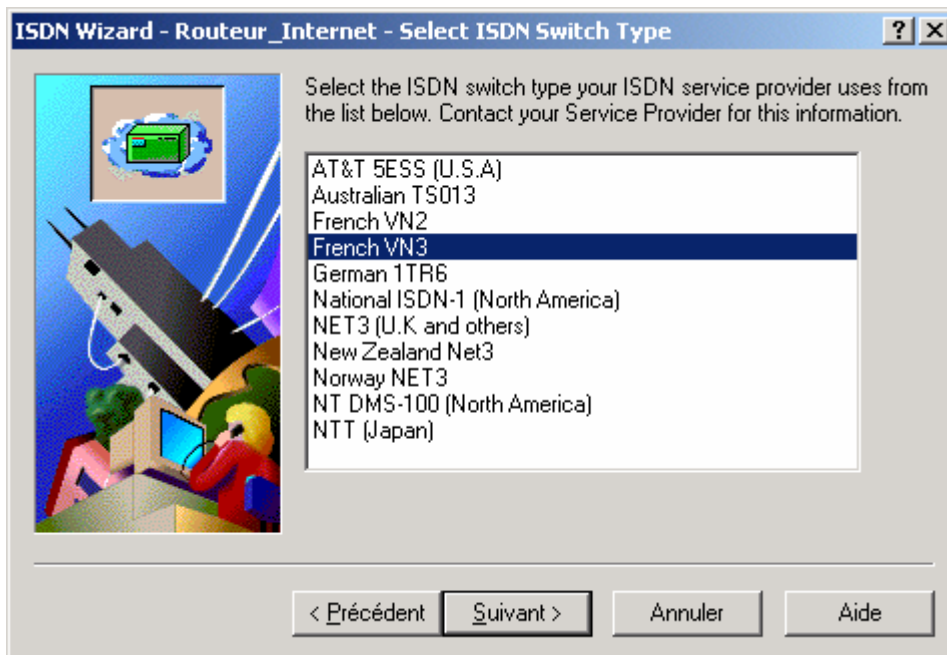 ISDN Wizard - Routeur_Internet - Select ISDN Switch Type
Select the ISDN switch type your ISDN service provider uses from
the list below. Contact your Service Provider for this information.
AT&T 5ESS (U.S.A)
Australian TS013
French VN2
French VN3
German 1TR6
National ISDN-1 (North America)
NET3 (U.K and others)
New Zealand Net3
Norway NET3
NT DMS-100 (North America)
NTT (Japan)
< Précédent
Suivant >
Annuler
Aide